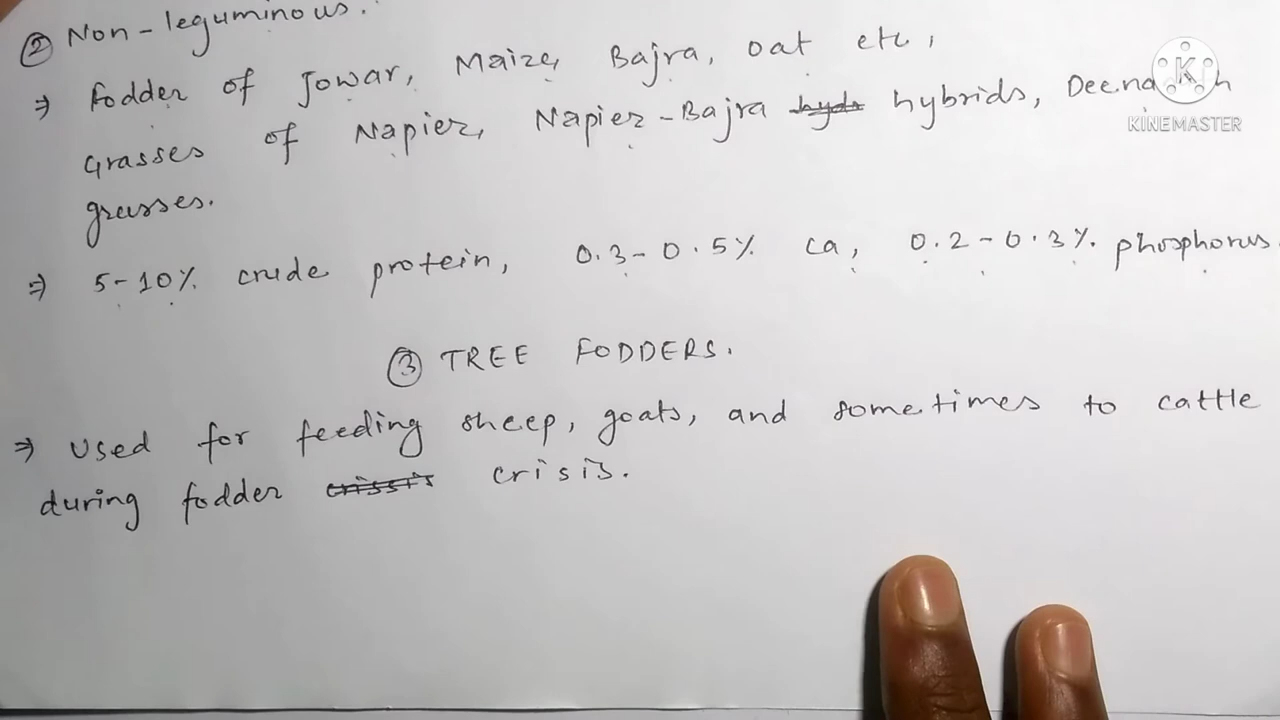 ② Non-leguminous.
⇒ fodder of Jowar, Maize, Bajra, oat etc,
Grasses of Napier, Napier-Bajra hybrids,
grasses.
⇒ 5-10% crude protein, 0.3-0.5% ca, 0.2-0.3% phosphorus.
③ TREE FODDERS.
⇒ Used for feeding sheep, goats, and sometimes to cattle
during fodder crissis crisis.
K
KINEMASTER